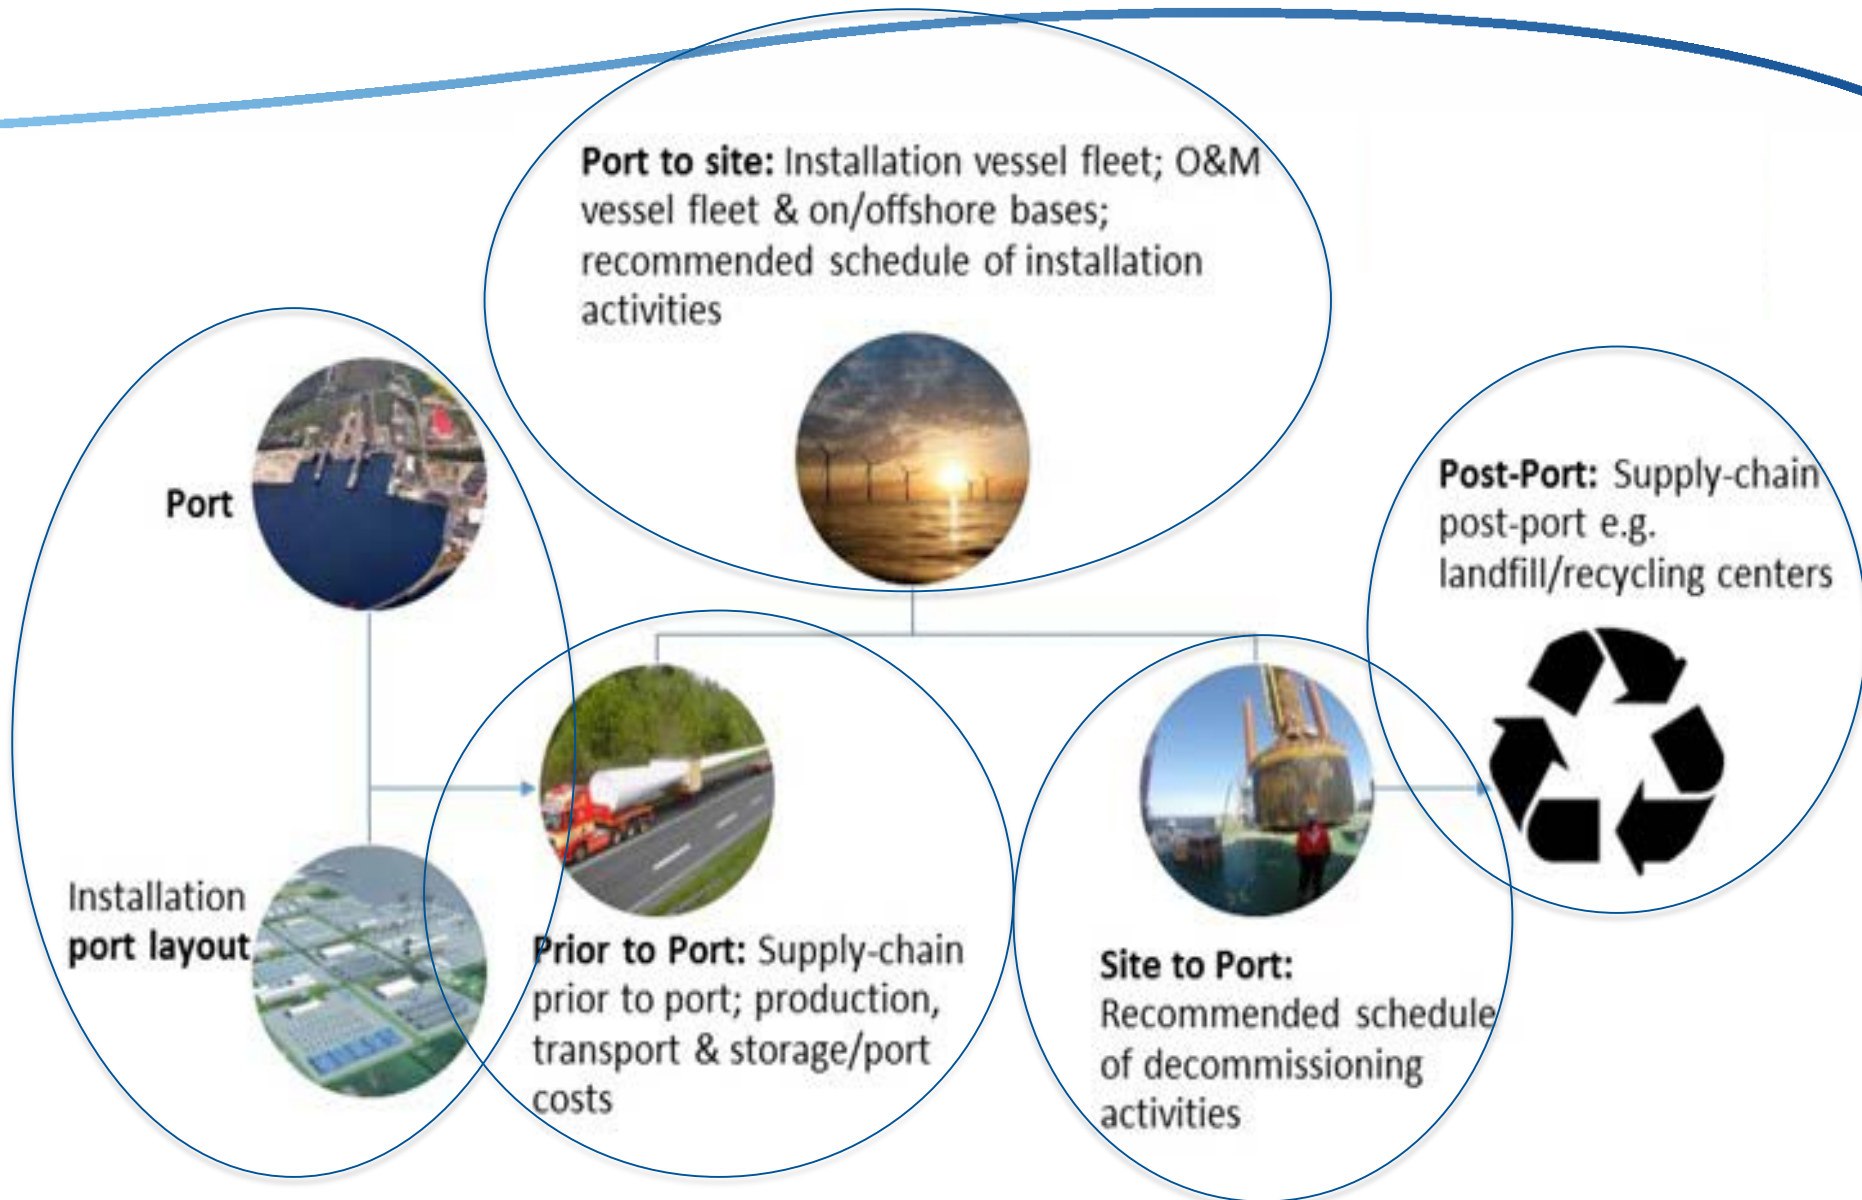 Port to site: Installation vessel fleet; O&M
vessel fleet & on/offshore bases;
recommended schedule of installation
activities
Port
Installation
port layout
Prior to Port: Supply-chain
prior to port; production,
transport & storage/port
costs
Site to Port:
Recommended schedule
of decommissioning
activities
Post-Port: Supply-chain
post-port e.g.
landfill/recycling centers